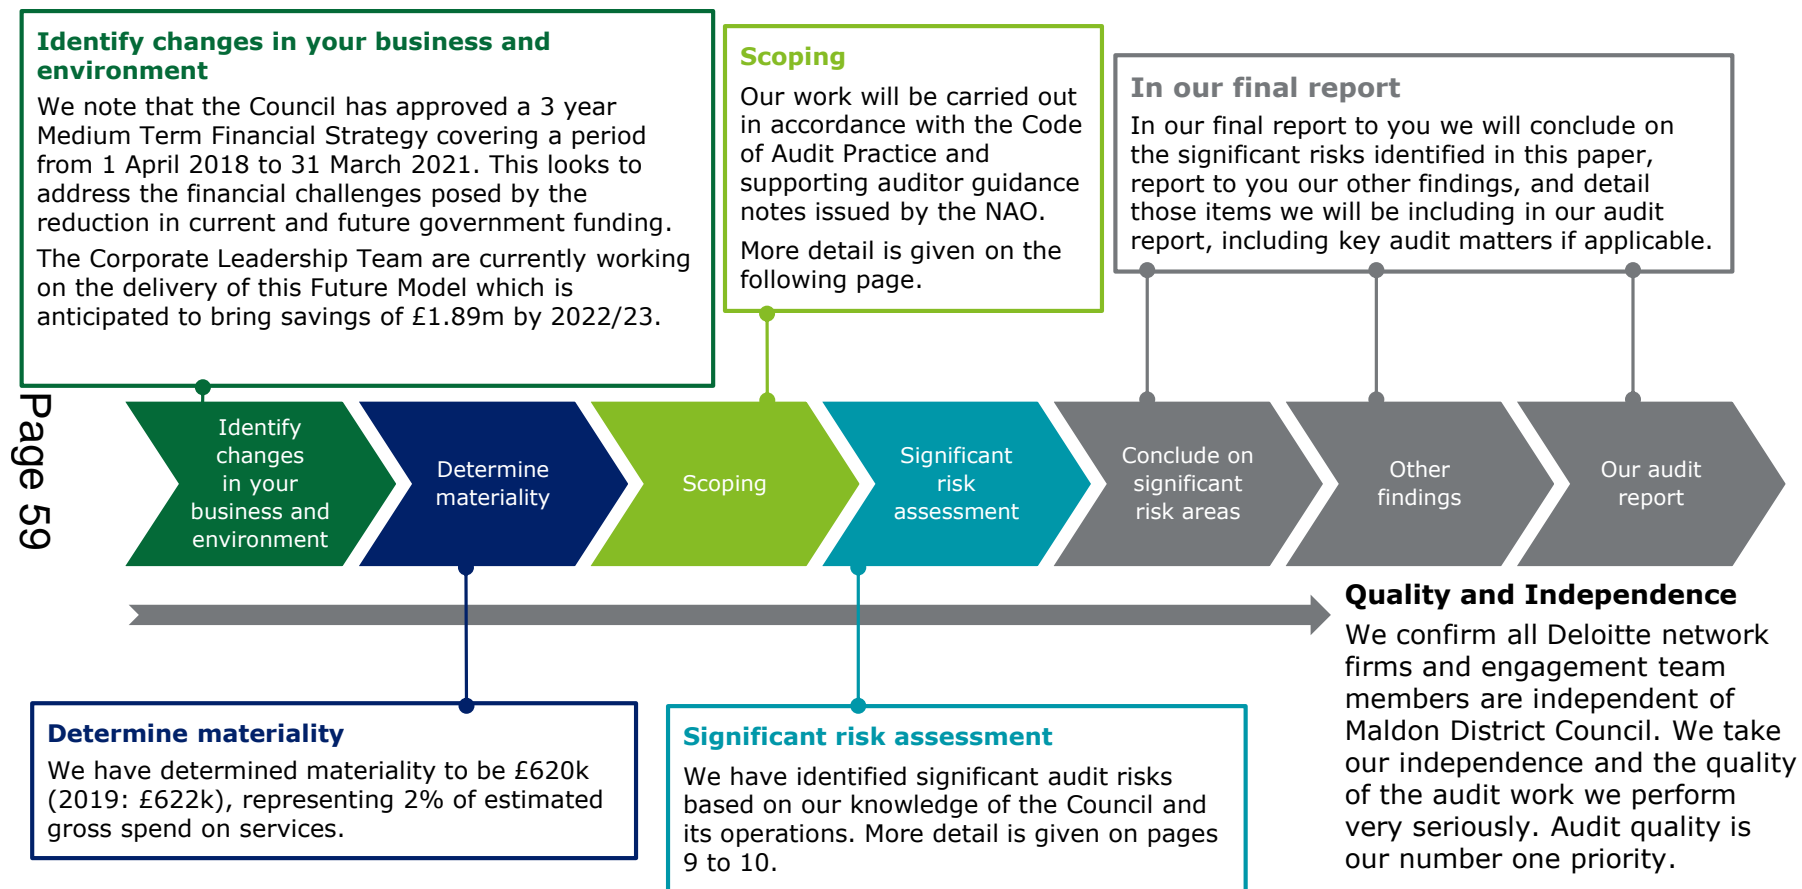 Identify changes in your business and
environment
We note that the Council has approved a 3 year
Medium Term Financial Strategy covering a period
from 1 April 2018 to 31 March 2021. This looks to
address the financial challenges posed by the
reduction in current and future government funding.
The Corporate Leadership Team are currently working
on the delivery of this Future Model which is
anticipated to bring savings of £1.89m by 2022/23.
Scoping
Our work will be carried out
in accordance with the Code
of Audit Practice and
supporting auditor guidance
notes issued by the NAO.
More detail is given on the
following page.
In our final report
In our final report to you we will conclude on
the significant risks identified in this paper,
report to you our other findings, and detail
those items we will be including in our audit
report, including key audit matters if applicable.
Page 59
Identify
changes
in your
business and
environment
Determine
materiality
Scoping
Significant
risk
assessment
Conclude on
significant
risk areas
Other
findings
Our audit
report
Determine materiality
We have determined materiality to be £620k
(2019: £622k), representing 2% of estimated
gross spend on services.
Significant risk assessment
We have identified significant audit risks
based on our knowledge of the Council and
its operations. More detail is given on pages
9 to 10.
Quality and Independence
We confirm all Deloitte network
firms and engagement team
members are independent of
Maldon District Council. We take
our independence and the quality
of the audit work we perform
very seriously. Audit quality is
our number one priority.